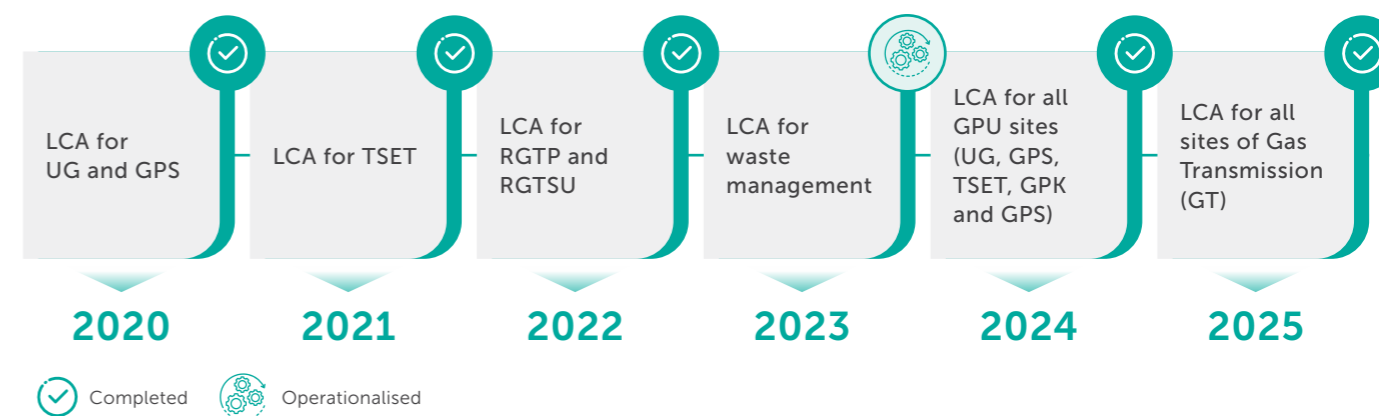 LCA for
UG and GPS
LCA for TSET
LCA for
RGTP and
RGTSU
LCA for
waste
management
LCA for all
GPU sites
(UG, GPS,
TSET, GPK
and GPS)
LCA for all
sites of Gas
Transmission
(GT)
2020
2021
2022
2023
2024
2025
Completed
Operationalised